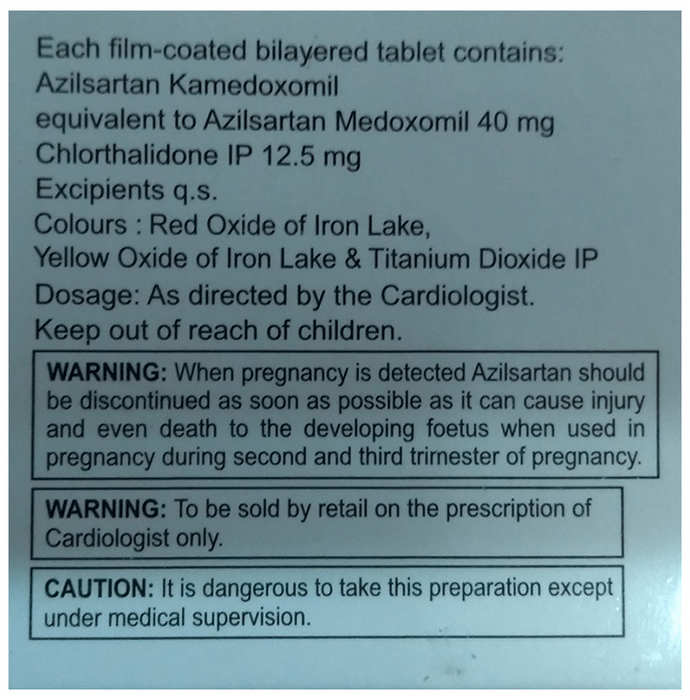 Each film-coated bilayered tablet contains:
Azilsartan Kamedoxomil
equivalent to Azilsartan Medoxomil 40 mg
Chlorthalidone IP 12.5 mg
Excipients q.s.
Colours : Red Oxide of Iron Lake,
Yellow Oxide of Iron Lake & Titanium Dioxide IP
Dosage: As directed by the Cardiologist.
Keep out of reach of children.
WARNING: When pregnancy is detected Azilsartan should
be discontinued as soon as possible as it can cause injury
and even death to the developing foetus when used in
pregnancy during second and third trimester of pregnancy.
WARNING: To be sold by retail on the prescription of
Cardiologist only.
CAUTION: It is dangerous to take this preparation except
under medical supervision.